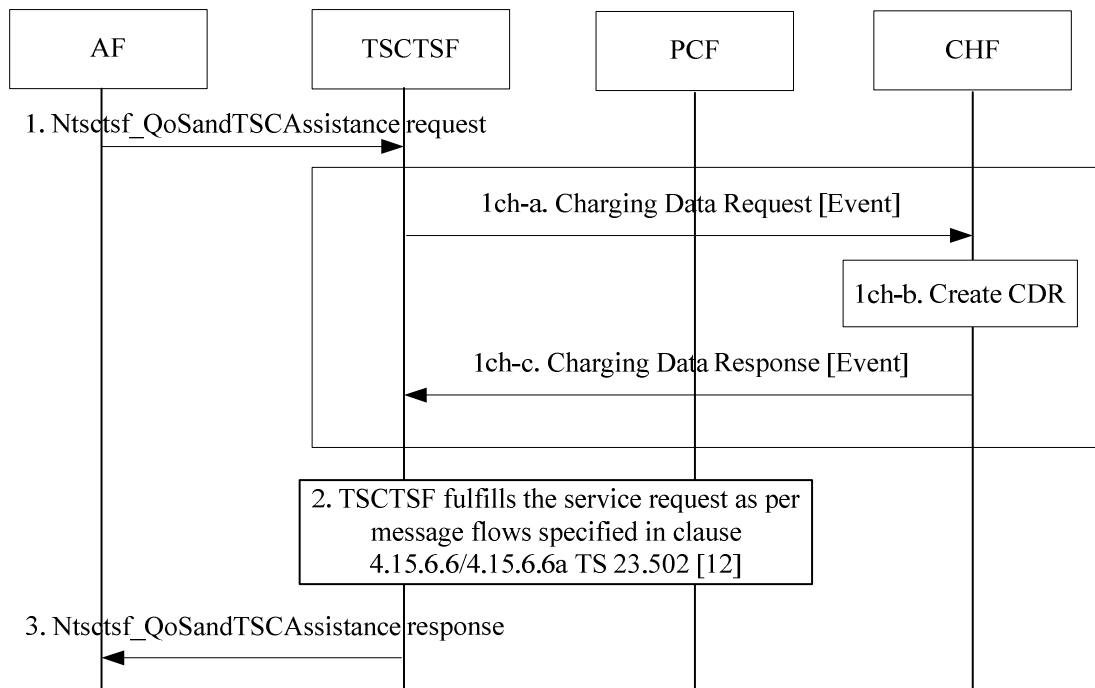 AF
TSCTSF
PCF
CHF
1. Ntsctsf_QoSandTSCAssistance request
1ch-a. Charging Data Request [Event]
1ch-b. Create CDR
1ch-c. Charging Data Response [Event]
2. TSCTSF fulfills the service request as per
message flows specified in clause
4.15.6.6/4.15.6.6a TS 23.502 [12]
3. Ntsctsf_QoSandTSCAssistance response